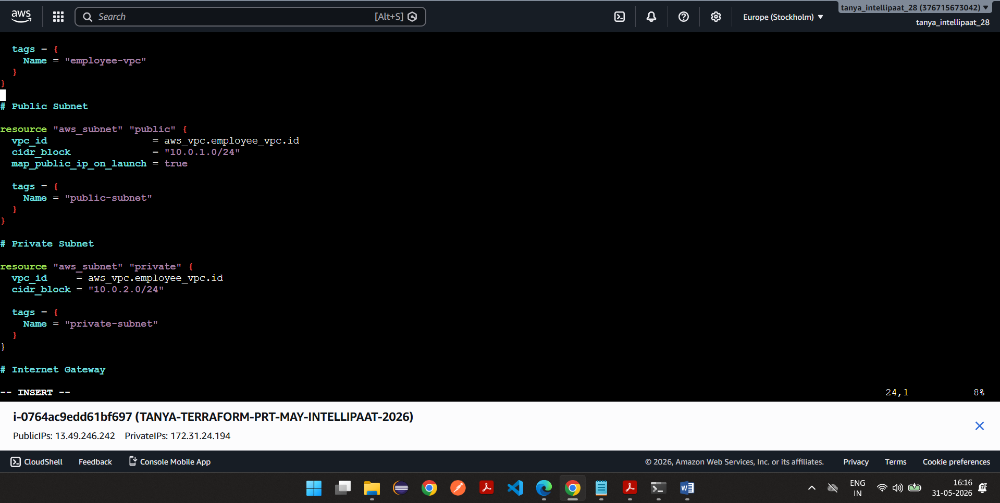 aws
Search [Alt+S]
Europe (Stockholm)
tanya_intellipaat_28 (376715673042)
tanya_intellipaat_28
  tags = {
    Name = "employee-vpc"
  }
}
# Public Subnet
resource "aws_subnet" "public" {
  vpc_id                  = aws_vpc.employee_vpc.id
  cidr_block              = "10.0.1.0/24"
  map_public_ip_on_launch = true
  tags = {
    Name = "public-subnet"
  }
}
# Private Subnet
resource "aws_subnet" "private" {
  vpc_id     = aws_vpc.employee_vpc.id
  cidr_block = "10.0.2.0/24"
  tags = {
    Name = "private-subnet"
  }
}
# Internet Gateway
-- INSERT -- 24,1 8%
i-0764ac9edd61bf697 (TANYA-TERRAFORM-PRT-MAY-INTELLIPAAT-2026)
PublicIPs: 13.49.246.242 PrivateIPs: 172.31.24.194
CloudShell Feedback Console Mobile App © 2026, Amazon Web Services, Inc. or its affiliates. Privacy Terms Cookie preferences
ENG
IN
16:16
31-05-2026